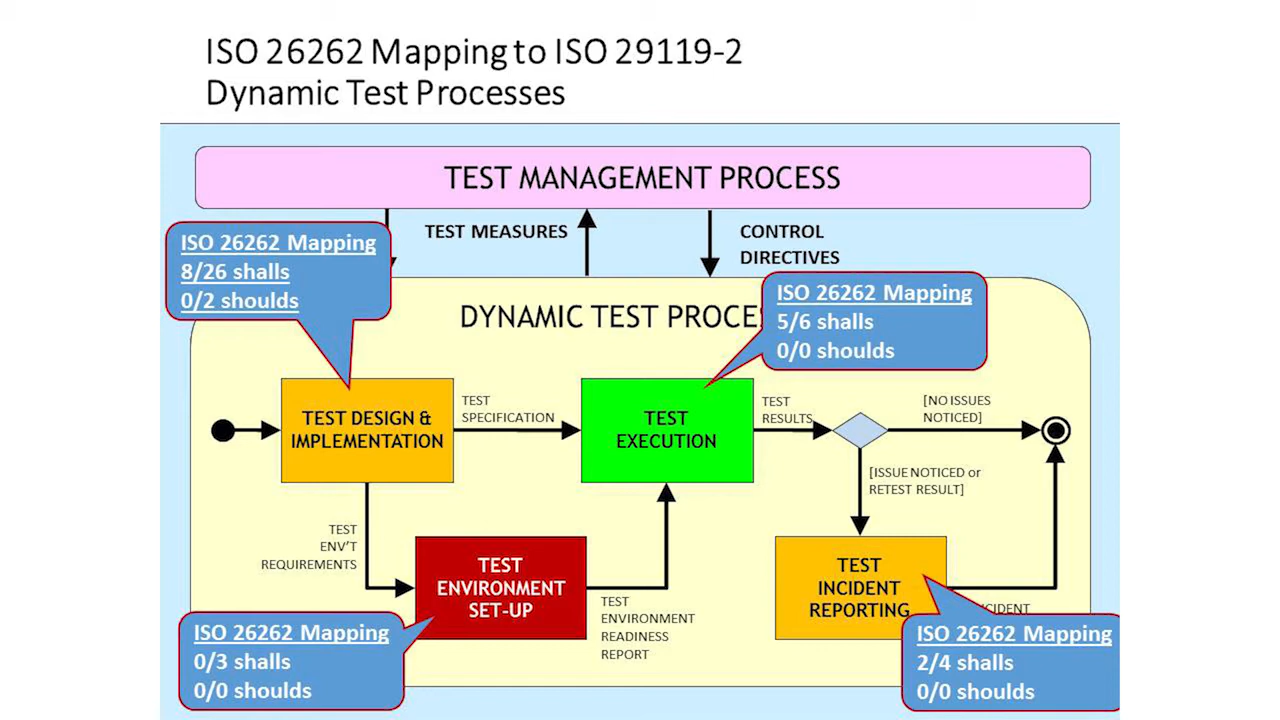 ISO 26262 Mapping to ISO 29119-2
Dynamic Test Processes
TEST MANAGEMENT PROCESS
TEST MEASURES
CONTROL
DIRECTIVES
ISO 26262 Mapping
8/26 shalls
0/2 shoulds
DYNAMIC TEST
ISO 26262 Mapping
5/6 shalls
0/0 shoulds
TEST DESIGN &
IMPLEMENTATION
TEST
SPECIFICATION
TEST
EXECUTION
TEST
RESULTS
[NO ISSUES
NOTICED]
[ISSUE NOTICED or
RETEST RESULT]
TEST
ENV'T
REQUIREMENTS
TEST
ENVIRONMENT
SET-UP
TEST
ENVIRONMENT
READINESS
REPORT
TEST
INCIDENT
REPORTING
ISO 26262 Mapping
0/3 shalls
0/0 shoulds
ISO 26262 Mapping
2/4 shalls
0/0 shoulds